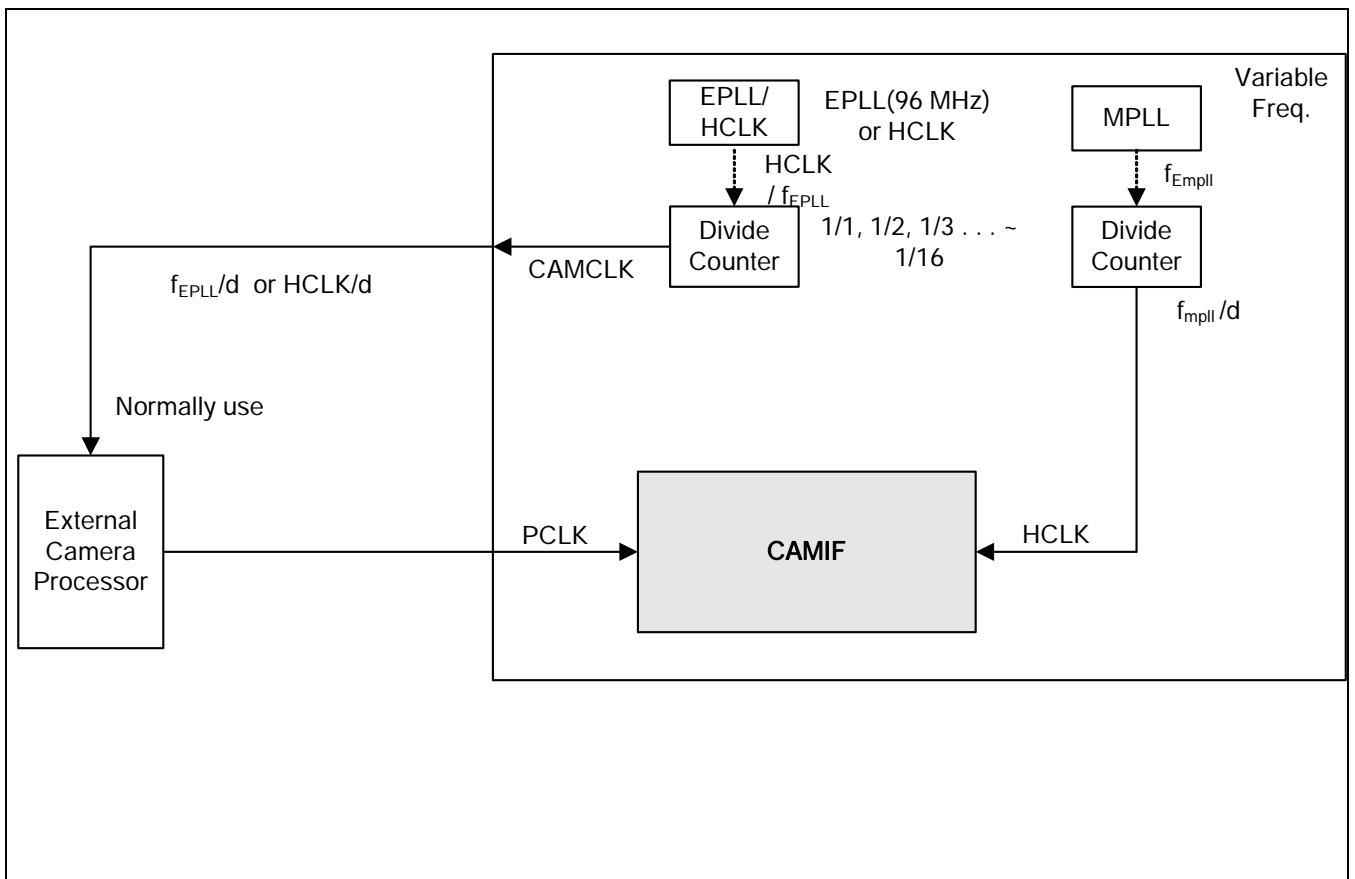 Variable
Freq.
EPLL/
HCLK
EPLL(96 MHz)
or HCLK
MPLL
HCLK
/ fEPLL
fEmpll
Divide
Counter
1/1, 1/2, 1/3 . . . ~
1/16
Divide
Counter
CAMCLK
fEPLL/d or HCLK/d
fmpll /d
Normally use
External
Camera
Processor
PCLK
CAMIF
HCLK